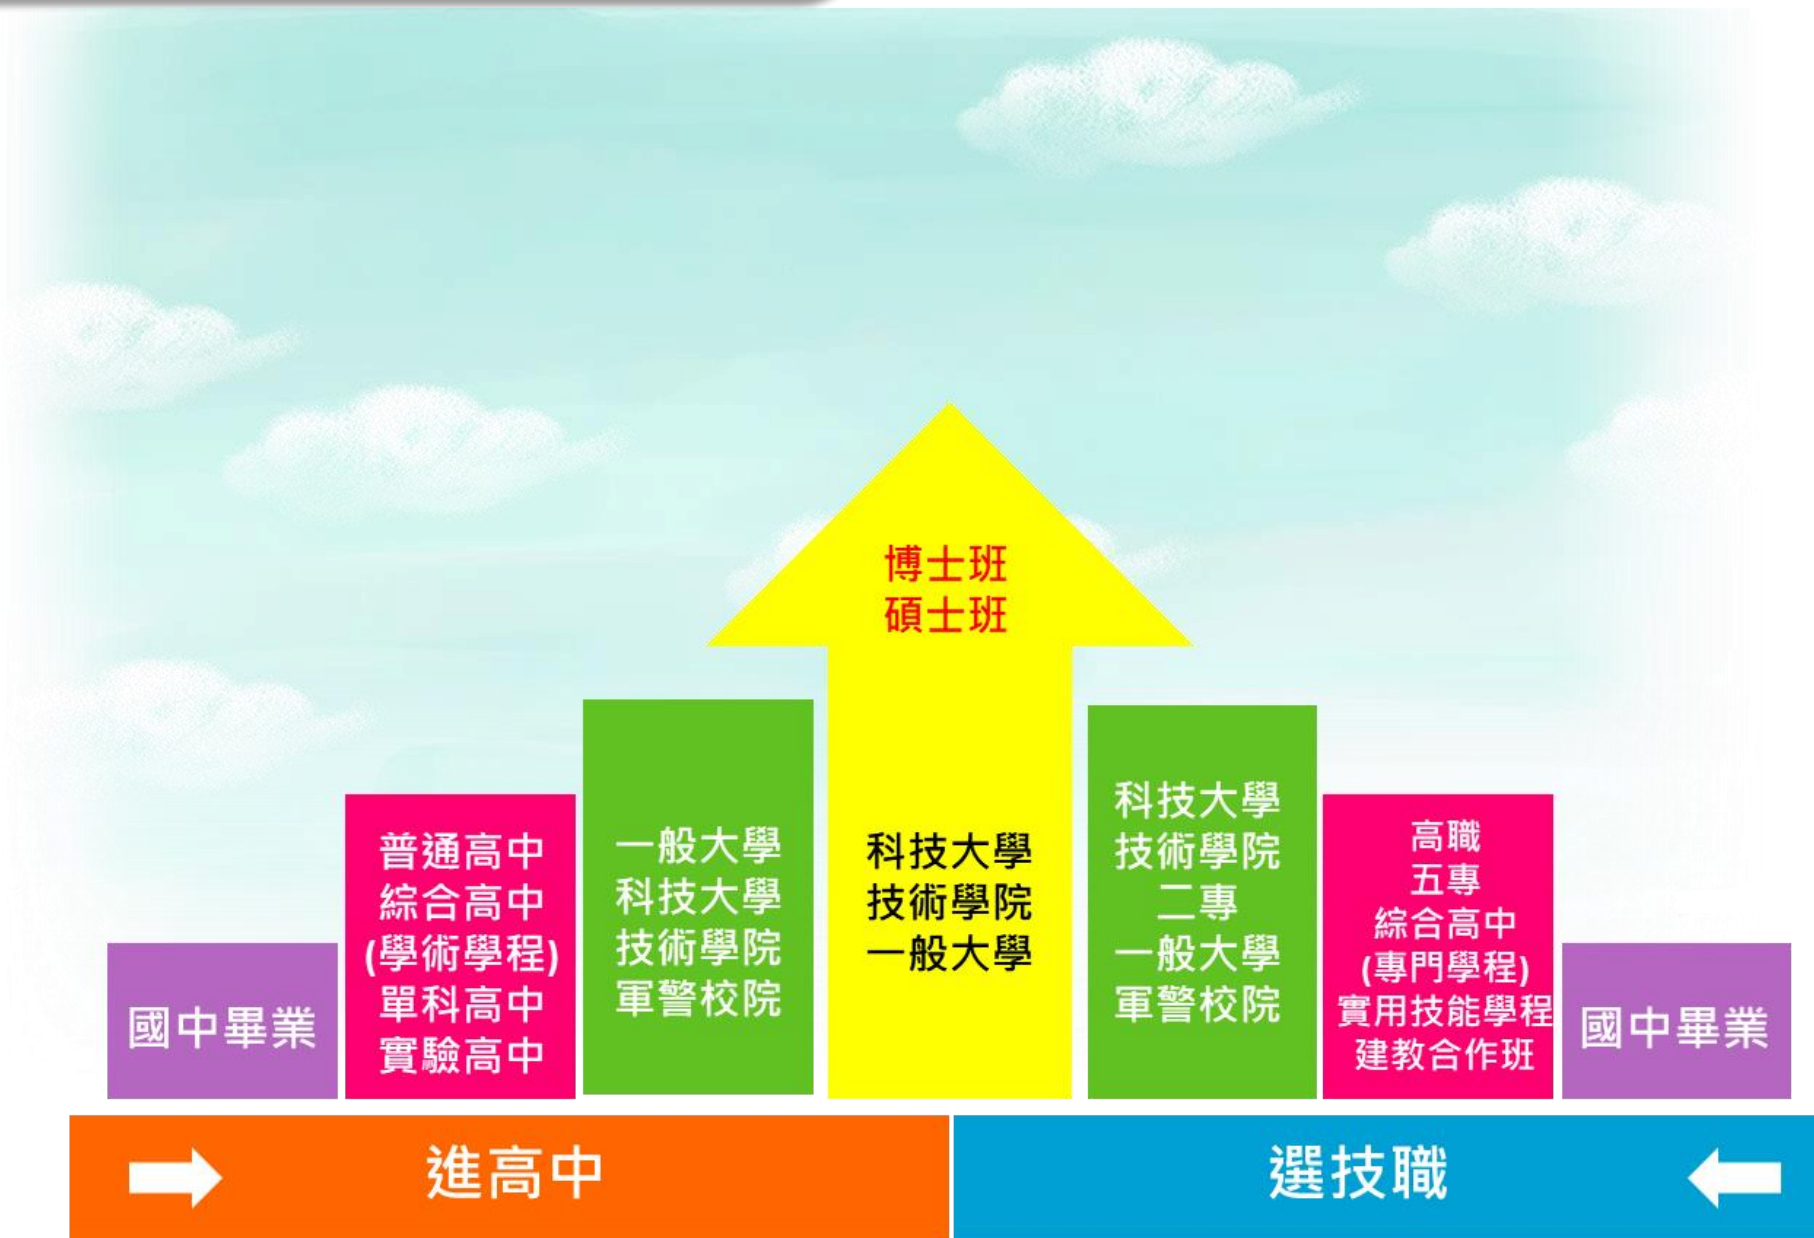 博士班
碩士班
國中畢業
普通高中
綜合高中
(學術學程)
單科高中
實驗高中
一般大學
科技大學
技術學院
軍警校院
科技大學
技術學院
一般大學
科技大學
技術學院
二專
一般大學
軍警校院
高職
五專
綜合高中
(專門學程)
實用技能學程
建教合作班
國中畢業
進高中
選技職